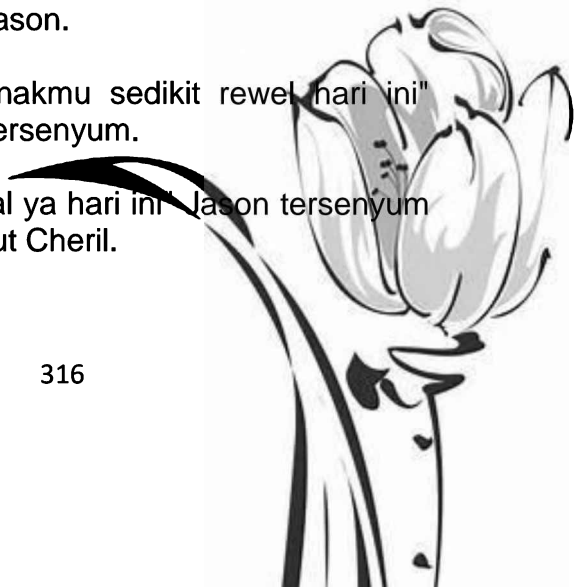 ason.
nakmu sedikit rewel hari ini"
ersenyum.
al ya hari ini" Jason tersenyum
ut Cheril.
316